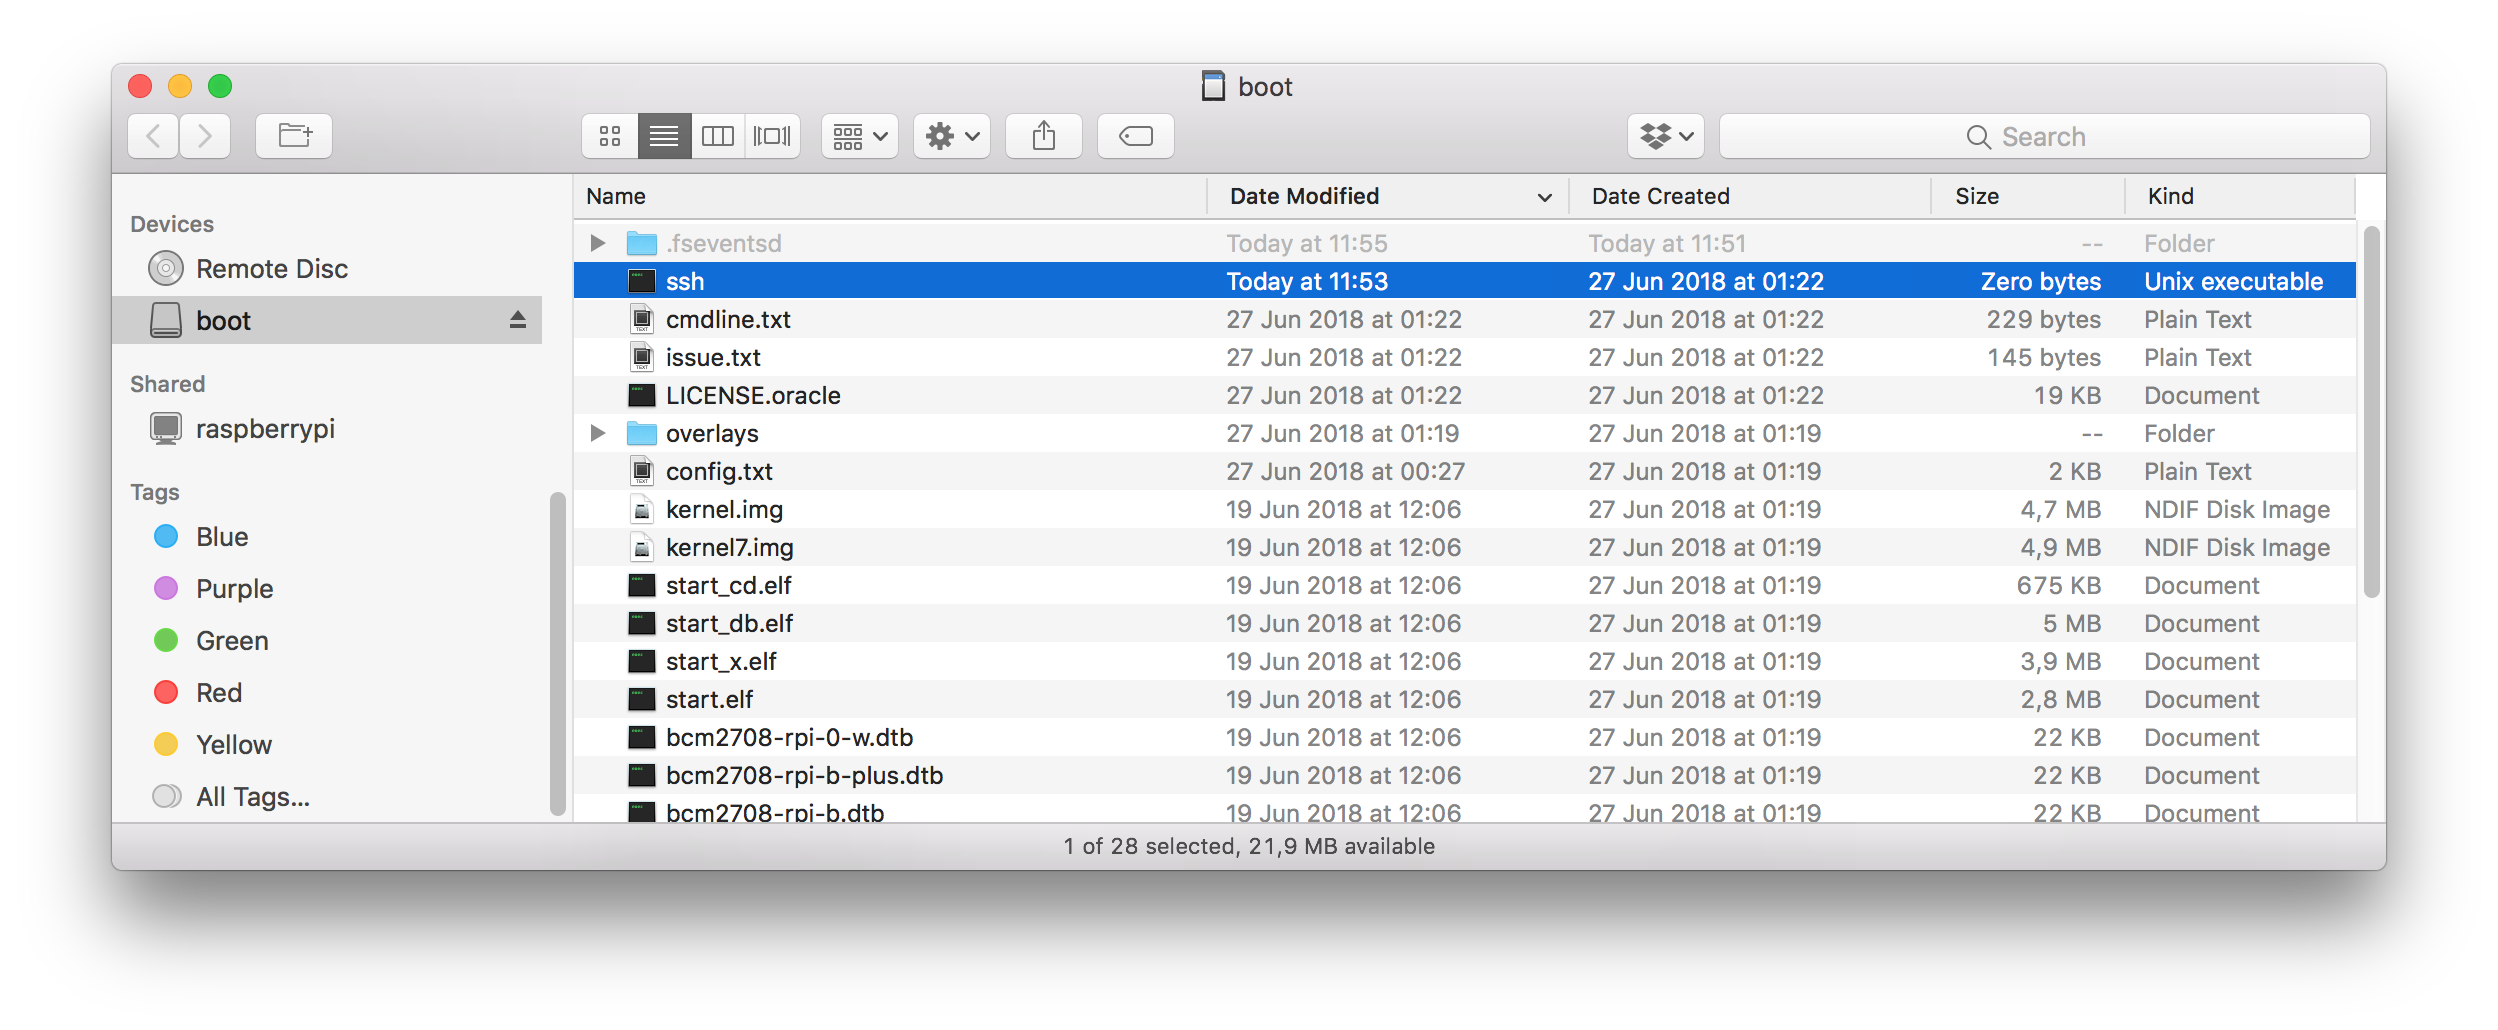 boot
Search
Name Date Modified Date Created Size Kind
Devices
Remote Disc
boot
Shared
raspberrypi
Tags
Blue
Purple
Green
Red
Yellow
All Tags...
.fseventsd Today at 11:55 Today at 11:51 -- Folder
ssh Today at 11:53 27 Jun 2018 at 01:22 Zero bytes Unix executable
cmdline.txt 27 Jun 2018 at 01:22 27 Jun 2018 at 01:22 229 bytes Plain Text
issue.txt 27 Jun 2018 at 01:22 27 Jun 2018 at 01:22 145 bytes Plain Text
LICENSE.oracle 27 Jun 2018 at 01:22 27 Jun 2018 at 01:22 19 KB Document
overlays 27 Jun 2018 at 01:19 27 Jun 2018 at 01:19 -- Folder
config.txt 27 Jun 2018 at 00:27 27 Jun 2018 at 01:19 2 KB Plain Text
kernel.img 19 Jun 2018 at 12:06 27 Jun 2018 at 01:19 4,7 MB NDIF Disk Image
kernel7.img 19 Jun 2018 at 12:06 27 Jun 2018 at 01:19 4,9 MB NDIF Disk Image
start_cd.elf 19 Jun 2018 at 12:06 27 Jun 2018 at 01:19 675 KB Document
start_db.elf 19 Jun 2018 at 12:06 27 Jun 2018 at 01:19 5 MB Document
start_x.elf 19 Jun 2018 at 12:06 27 Jun 2018 at 01:19 3,9 MB Document
start.elf 19 Jun 2018 at 12:06 27 Jun 2018 at 01:19 2,8 MB Document
bcm2708-rpi-0-w.dtb 19 Jun 2018 at 12:06 27 Jun 2018 at 01:19 22 KB Document
bcm2708-rpi-b-plus.dtb 19 Jun 2018 at 12:06 27 Jun 2018 at 01:19 22 KB Document
bcm2708-rpi-b.dtb 19 Jun 2018 at 12:06 27 Jun 2018 at 01:19 22 KB Document
1 of 28 selected, 21,9 MB available